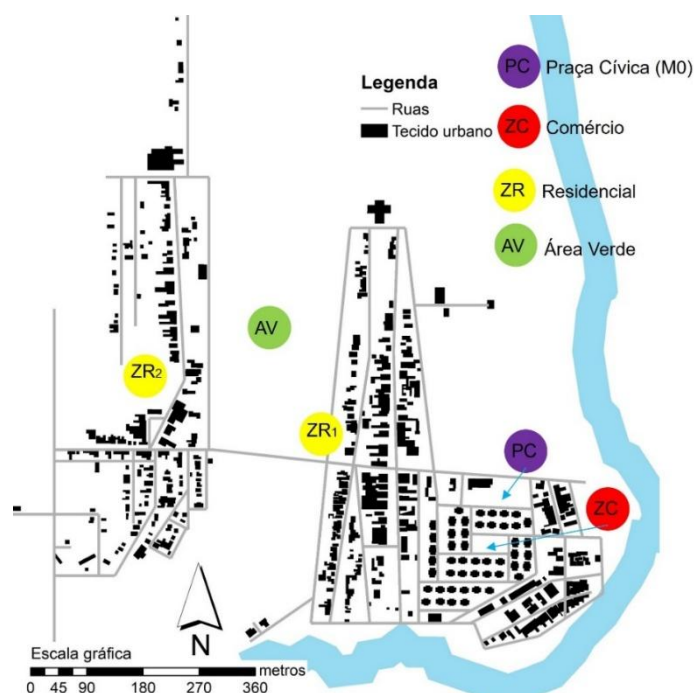 PC Praça Cívica (M0)
Legenda
Ruas
Tecido urbano
ZC Comércio
ZR Residencial
AV Área Verde
AV
ZR2
ZR1
PC
ZC
N
Escala gráfica
metros
0 45 90 180 270 360